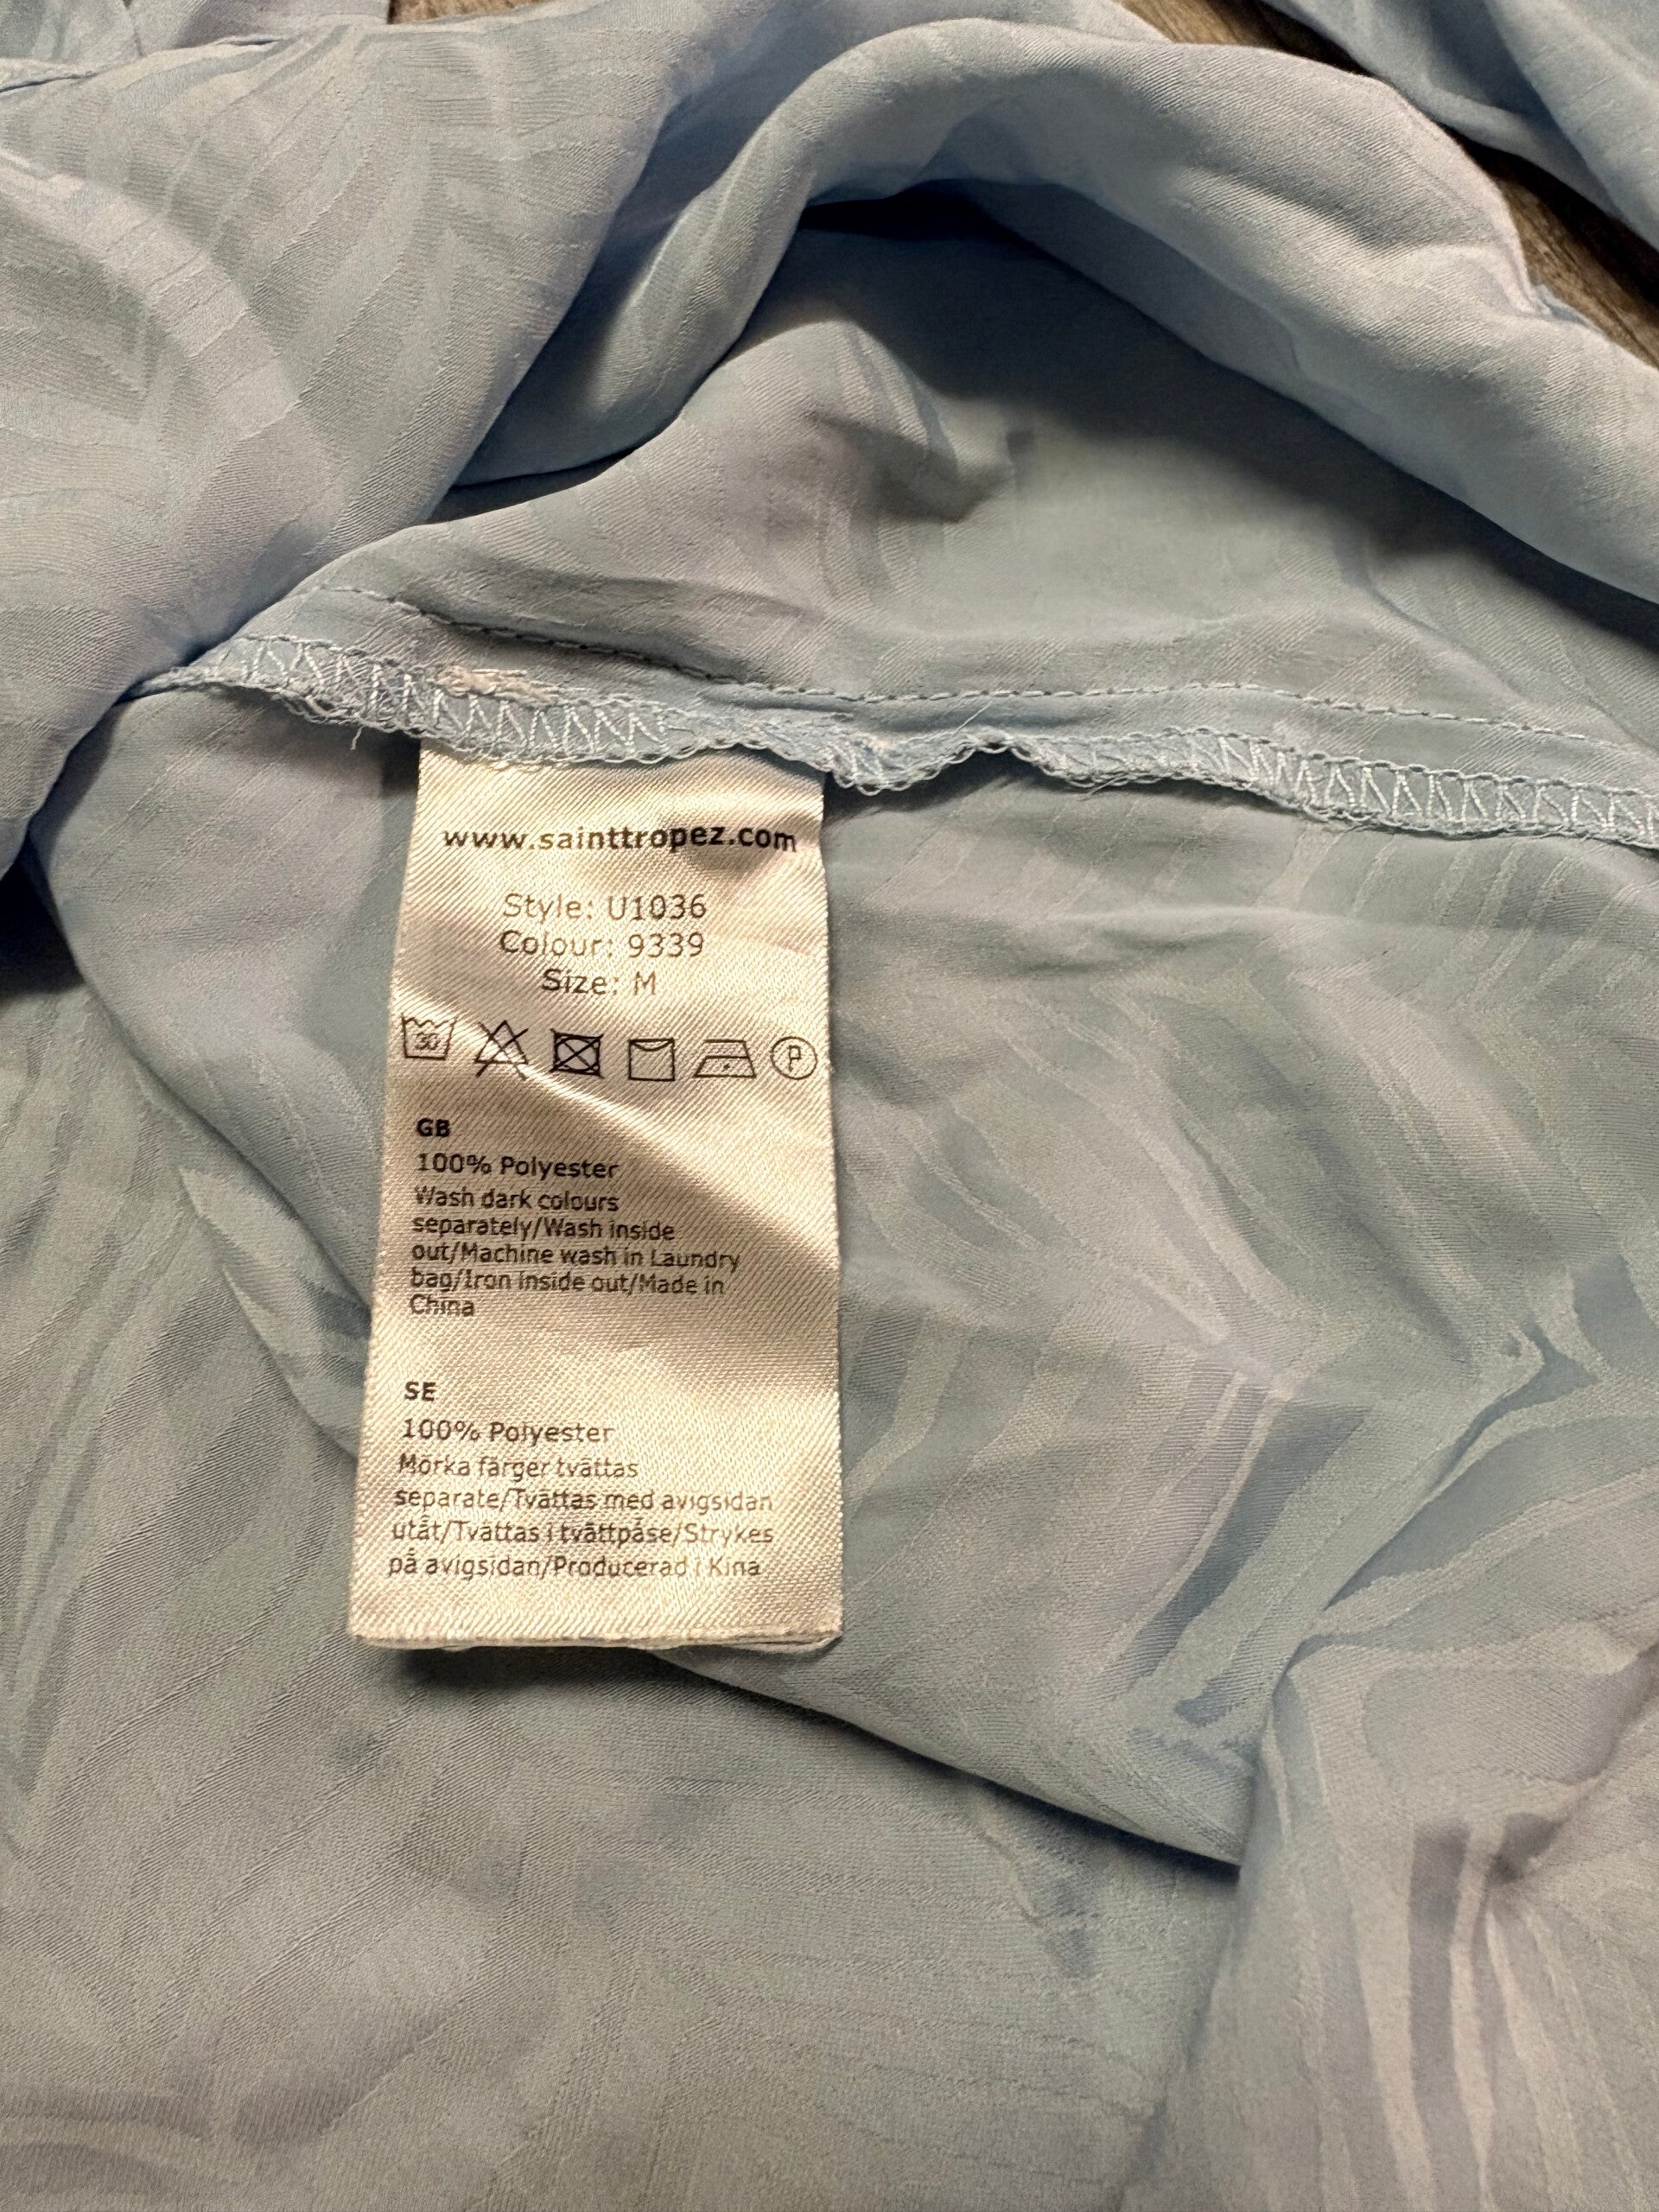 www.sainttropez.com
Style: U1036
Colour: 9339
Size: M
30
P
GB
100% Polyester
Wash dark colours
separately/Wash inside
out/Machine wash in Laundry
bag/Iron inside out/Made in
China
SE
100% Polyester
Mörka färger tvättas
separate/Tvättas med avigsidan
utåt/Tvättas i tvättpåse/Strykes
på avigsidan/Producerad i Kina